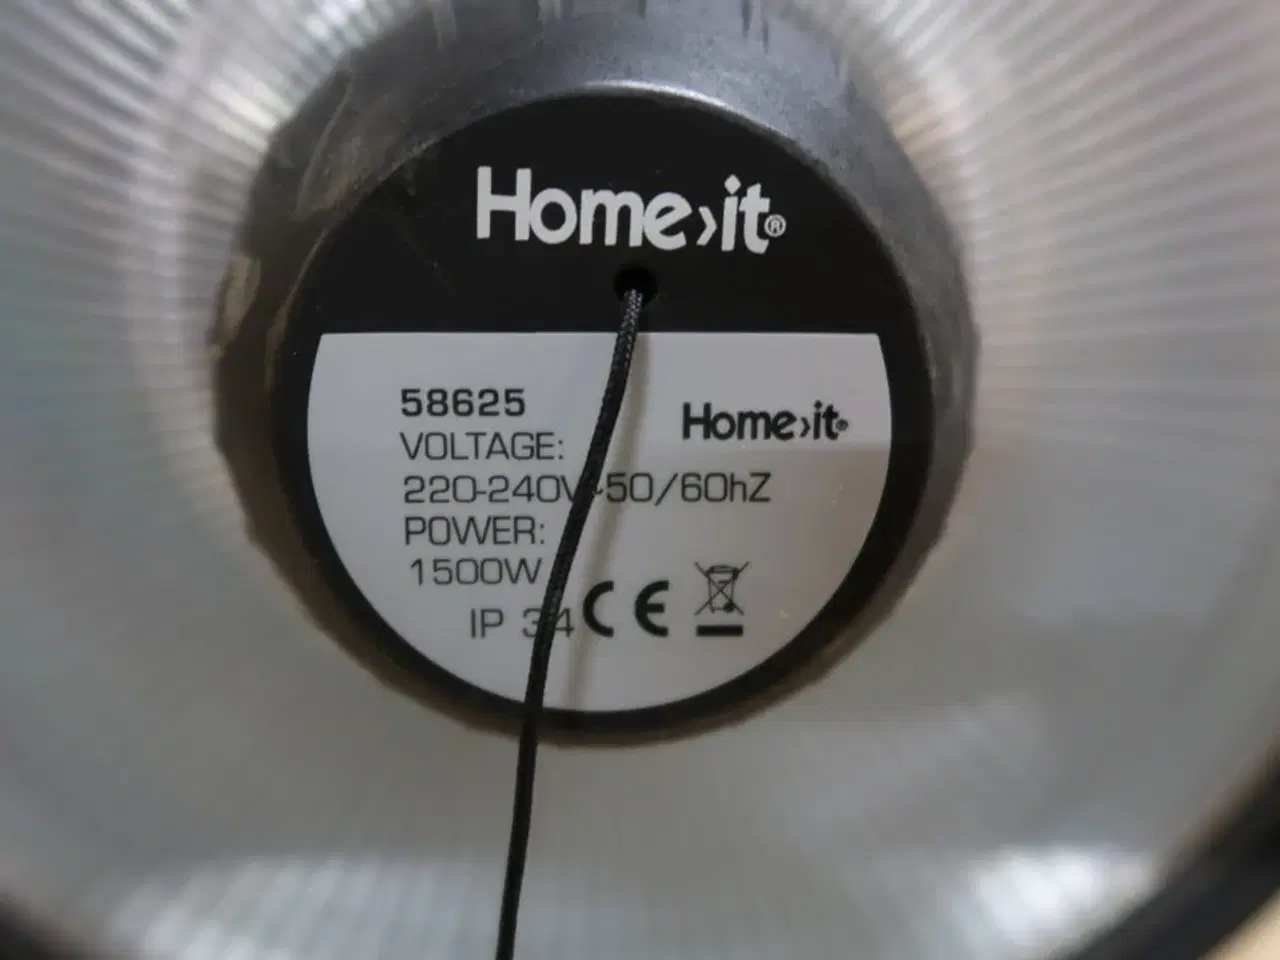 Home›it®
58625
Home›it®
VOLTAGE:
220-240V~50/60hZ
POWER:
1500W
IP 34
CE